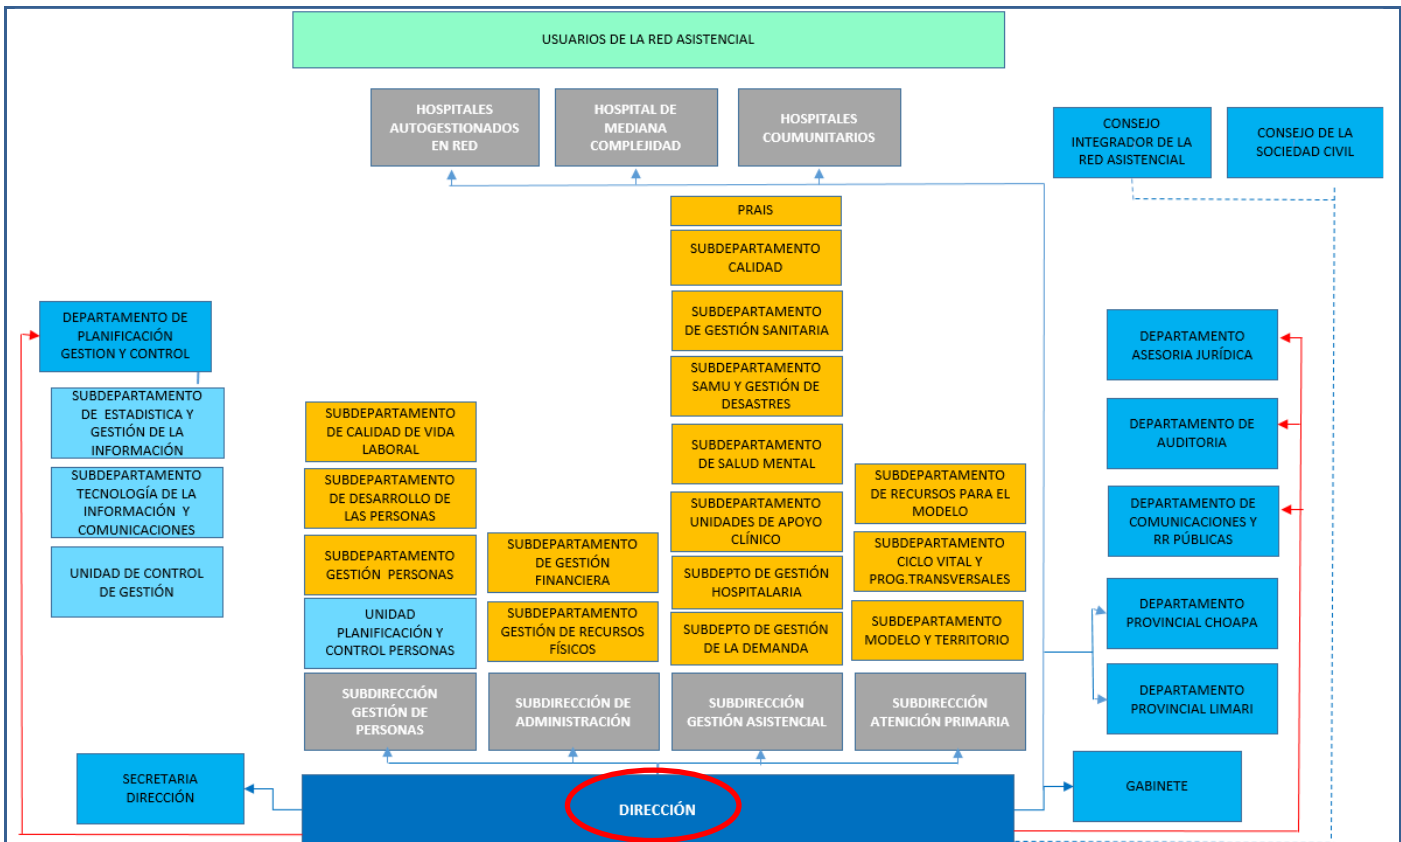 USUARIOS DE LA RED ASISTENCIAL
HOSPITALES
AUTOGESTIONADOS
EN RED
HOSPITAL DE
MEDIANA
COMPLEJIDAD
HOSPITALES
COUMUNITARIOS
CONSEJO
INTEGRADOR DE LA
RED ASISTENCIAL
CONSEJO DE LA
SOCIEDAD CIVIL
PRAIS
SUBDEPARTAMENTO
CALIDAD
SUBDEPARTAMENTO
DE GESTIÓN SANITARIA
SUBDEPARTAMENTO
SAMU Y GESTIÓN DE
DESASTRES
SUBDEPARTAMENTO
DE SALUD MENTAL
SUBDEPARTAMENTO
UNIDADES DE APOYO
CLÍNICO
SUBDEPTO DE GESTIÓN
HOSPITALARIA
SUBDEPTO DE GESTIÓN
DE LA DEMANDA
SUBDIRECCIÓN
GESTIÓN ASISTENCIAL
DEPARTAMENTO DE
PLANIFICACIÓN
GESTION Y CONTROL
SUBDEPARTAMENTO
DE  ESTADISTICA Y
GESTIÓN DE LA
INFORMACIÓN
SUBDEPARTAMENTO
TECNOLOGÍA DE LA
INFORMACIÓN  Y
COMUNICACIONES
UNIDAD DE CONTROL
DE GESTIÓN
SUBDEPARTAMENTO
DE CALIDAD DE VIDA
LABORAL
SUBDEPARTAMENTO
DE DESARROLLO DE
LAS PERSONAS
SUBDEPARTAMENTO
GESTIÓN  PERSONAS
UNIDAD
PLANIFICACIÓN Y
CONTROL PERSONAS
SUBDIRECCIÓN
GESTIÓN DE
PERSONAS
SUBDEPARTAMENTO
DE GESTIÓN
FINANCIERA
SUBDEPARTAMENTO
GESTIÓN DE RECURSOS
FÍSICOS
SUBDIRECCIÓN DE
ADMINISTRACIÓN
SUBDEPARTAMENTO
DE RECURSOS PARA EL
MODELO
SUBDEPARTAMENTO
CICLO VITAL Y
PROG.TRANSVERSALES
SUBDEPARTAMENTO
MODELO Y TERRITORIO
SUBDIRECCIÓN
ATENCIÓN PRIMARIA
DEPARTAMENTO
ASESORIA JURÍDICA
DEPARTAMENTO DE
AUDITORIA
DEPARTAMENTO DE
COMUNICACIONES Y
RR PÚBLICAS
DEPARTAMENTO
PROVINCIAL CHOAPA
DEPARTAMENTO
PROVINCIAL LIMARI
SECRETARIA
DIRECCIÓN
DIRECCIÓN
GABINETE